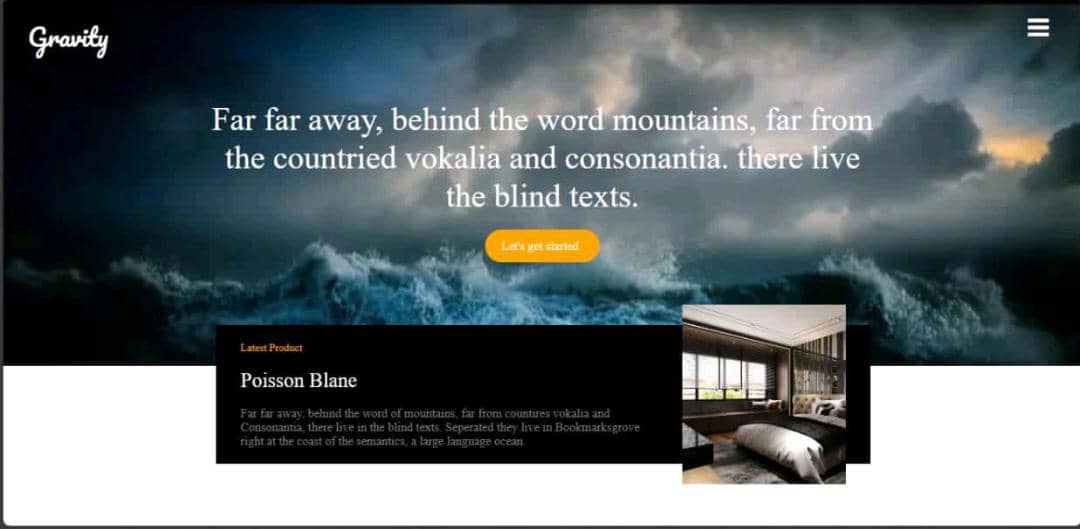 Gravity
Far far away, behind the word mountains, far from
the countried vokalia and consonantia. there live
the blind texts.
Let's get started
Latest Product
Poisson Blane
Far far away, behind the word of mountains, far from countires vokalia and
Consonantia, there live in the blind texts. Seperated they live in Bookmarksgrove
right at the coast of the semantics, a large language ocean.